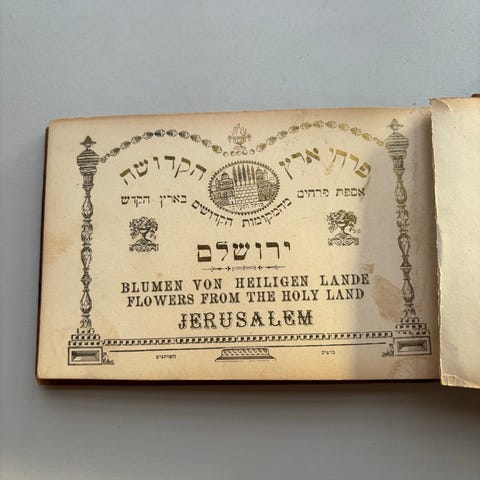 פרחי ארץ הקדושה
אספת פרחים מהמקומות הקדושים בארץ הקדש
ירושלם
BLUMEN VON HEILIGEN LANDE
FLOWERS FROM THE HOLY LAND
JERUSALEM